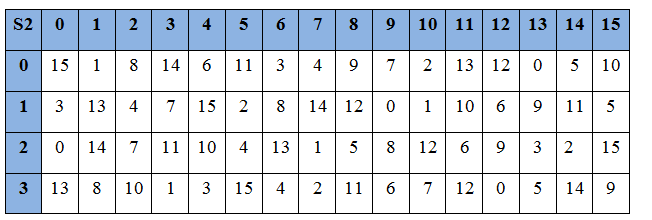 S2 0 1 2 3 4 5 6 7 8 9 10 11 12 13 14 15
0 15 1 8 14 6 11 3 4 9 7 2 13 12 0 5 10
1 3 13 4 7 15 2 8 14 12 0 1 10 6 9 11 5
2 0 14 7 11 10 4 13 1 5 8 12 6 9 3 2 15
3 13 8 10 1 3 15 4 2 11 6 7 12 0 5 14 9